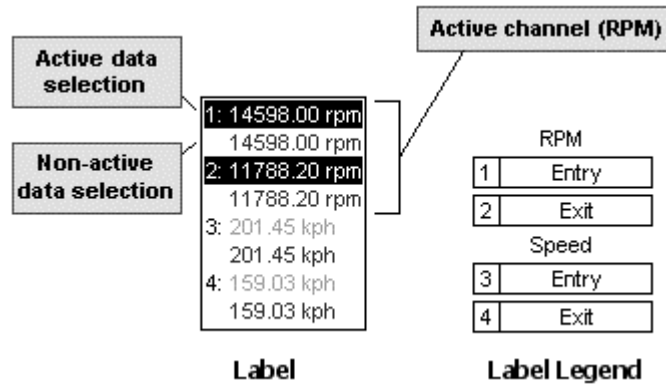 Active channel (RPM)
Active data
selection
Non-active
data selection
1: 14598.00 rpm
14598.00 rpm
2: 11788.20 rpm
11788.20 rpm
3: 201.45 kph
201.45 kph
4: 159.03 kph
159.03 kph
Label
RPM
1 Entry
2 Exit
Speed
3 Entry
4 Exit
Label Legend